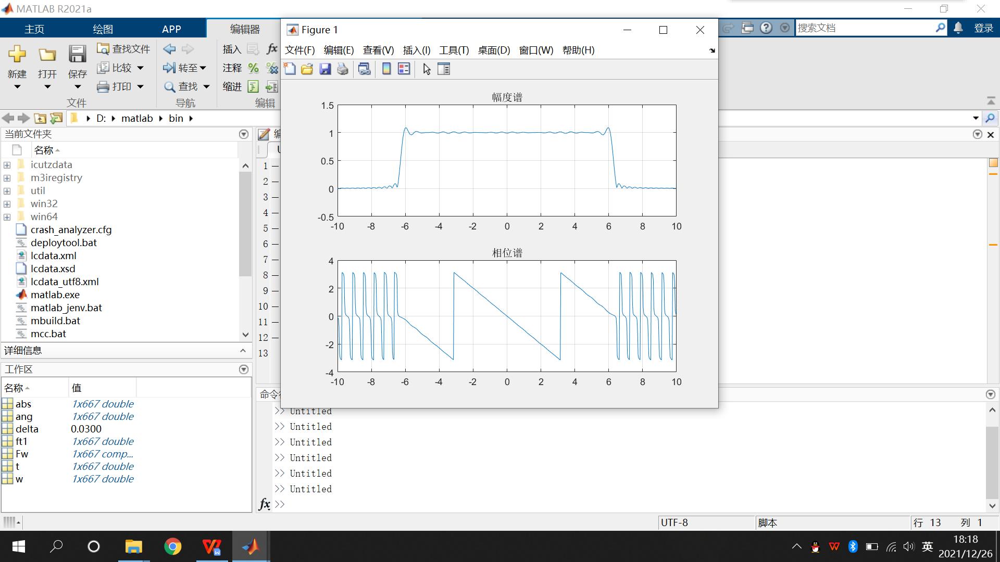 MATLAB R2021a
主页 绘图 APP 编辑器
搜索文档 登录
Figure 1
文件(F) 编辑(E) 查看(V) 插入(I) 工具(T) 桌面(D) 窗口(W) 帮助(H)
新建 打开 保存
查找文件
比较
打印
文件
转至
查找
导航
插入 fx
注释
缩进
编辑
D: matlab bin
当前文件夹
名称
icutzdata
m3iregistry
util
win32
win64
crash_analyzer.cfg
deploytool.bat
lcdata.xml
lcdata.xsd
lcdata_utf8.xml
matlab.exe
matlab_jenv.bat
mbuild.bat
mcc.bat
详细信息
工作区
名称 值
abs 1x667 double
ang 1x667 double
delta 0.0300
ft1 1x667 double
Fw 1x667 comp...
t 1x667 double
w 1x667 double
1
2
3
4
5
6
7
8
9
10
11
12
13
幅度谱
1.5
1
0.5
0
-0.5
-10 -8 -6 -4 -2 0 2 4 6 8 10
相位谱
4
2
0
-2
-4
-10 -8 -6 -4 -2 0 2 4 6 8 10
>> Untitled
>> Untitled
>> Untitled
>> Untitled
>> Untitled
>> Untitled
fx >>
UTF-8 脚本 行 13 列 1
英
18:18
2021/12/26